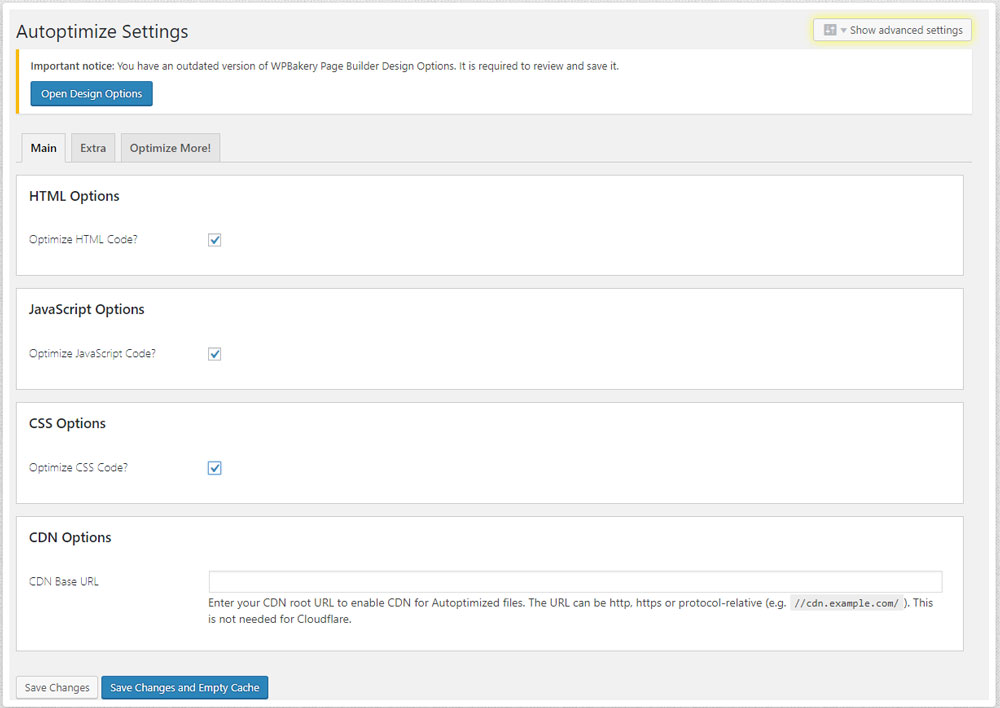 Autoptimize Settings
Show advanced settings
Important notice: You have an outdated version of WPBakery Page Builder Design Options. It is required to review and save it.
Open Design Options
Main
Extra
Optimize More!
HTML Options
Optimize HTML Code?
JavaScript Options
Optimize JavaScript Code?
CSS Options
Optimize CSS Code?
CDN Options
CDN Base URL
Enter your CDN root URL to enable CDN for Autoptimized files. The URL can be http, https or protocol-relative (e.g. //cdn.example.com/ ). This
is not needed for Cloudflare.
Save Changes
Save Changes and Empty Cache